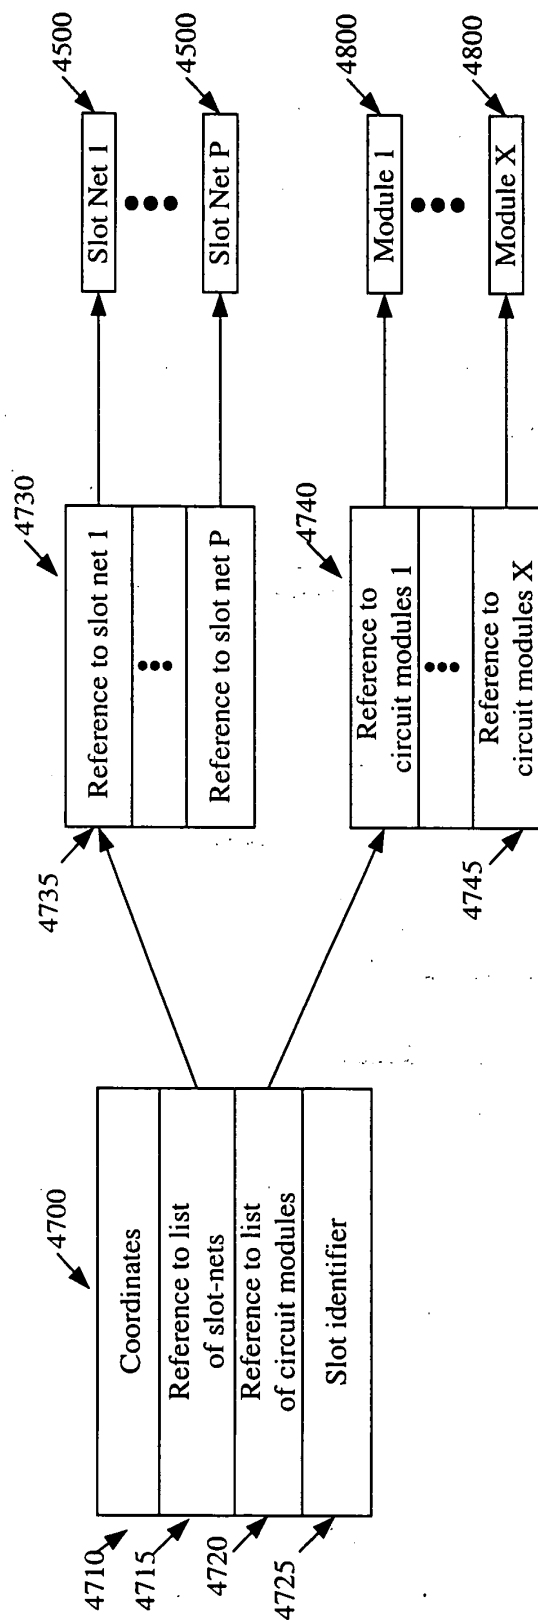 4700
4710
Coordinates
4715
Reference to list
of slot-nets
4720
Reference to list
of circuit modules
4725
Slot identifier
4730
4735
Reference to slot net 1
Reference to slot net P
4740
Reference to
circuit modules 1
Reference to
circuit modules X
4745
4500
Slot Net 1
4500
Slot Net P
4800
Module 1
4800
Module X